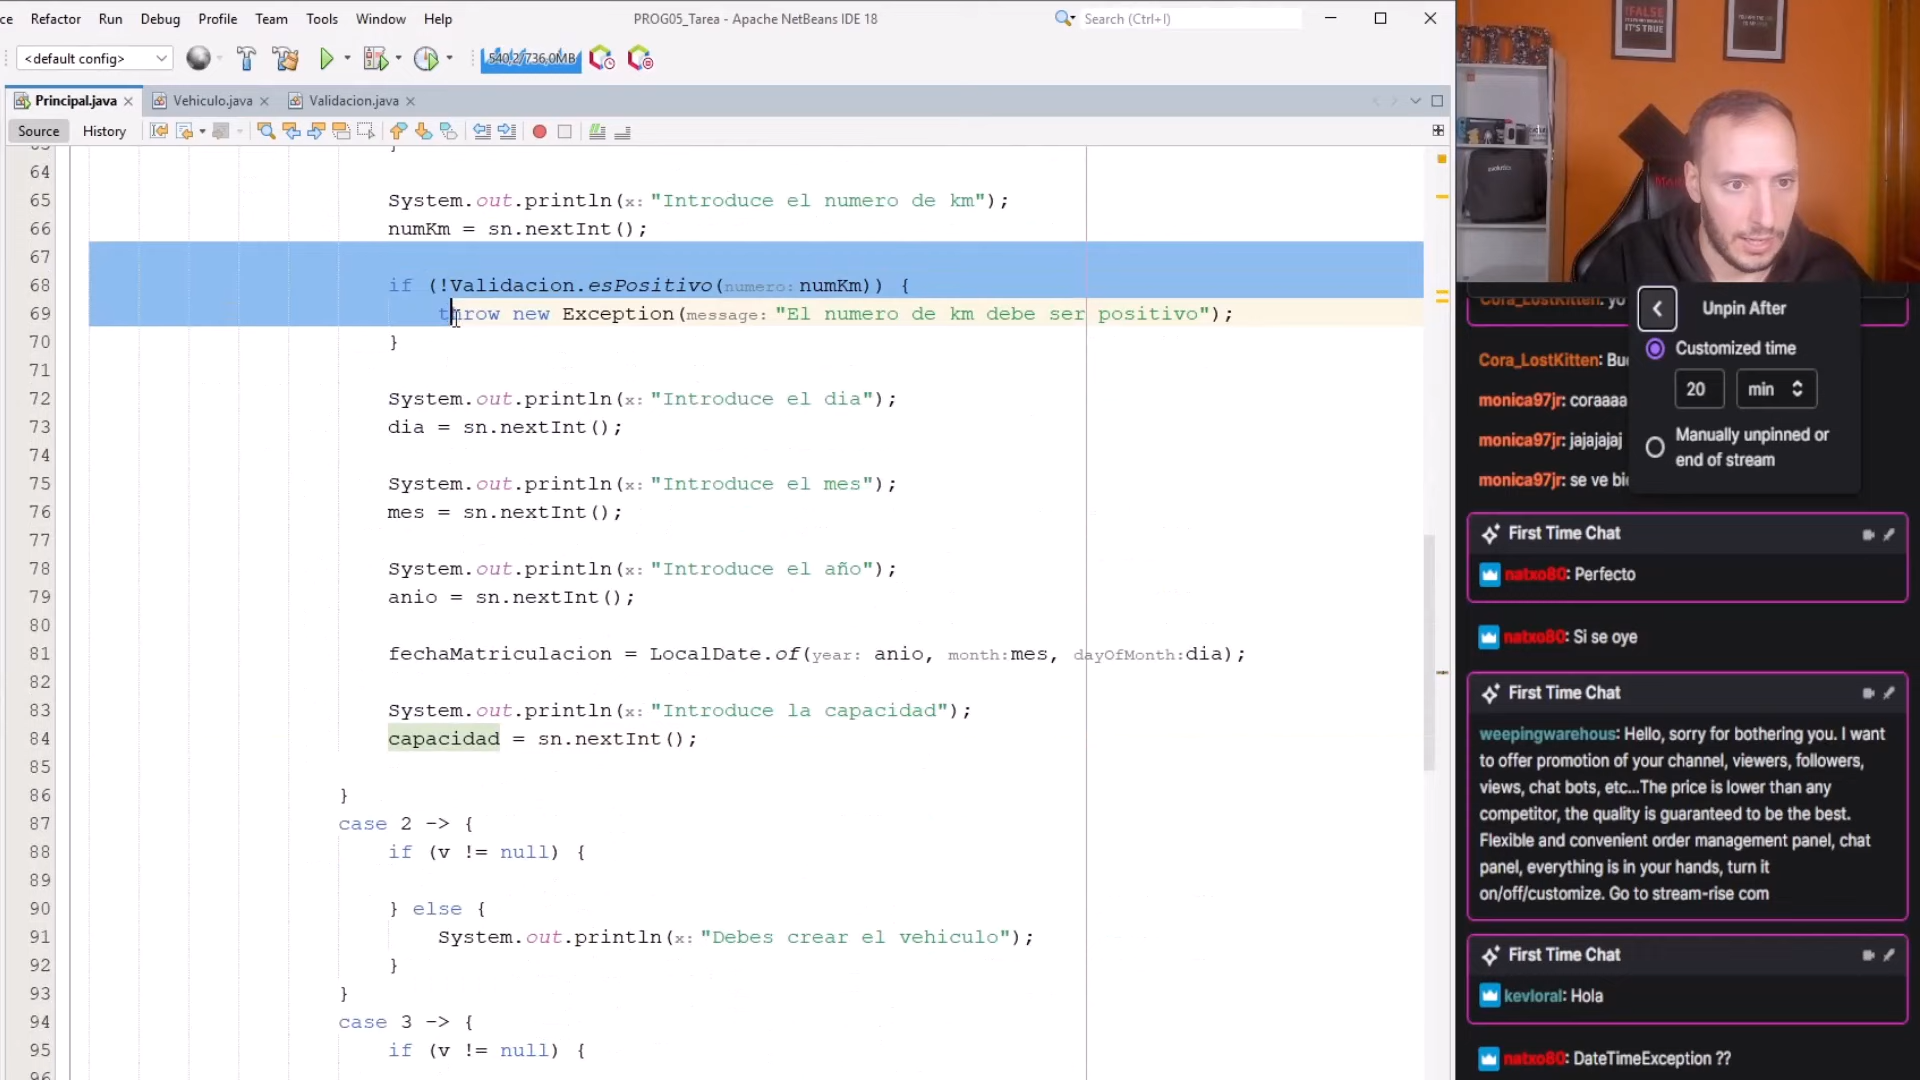 ce Refactor Run Debug Profile Team Tools Window Help
PROG05_Tarea - Apache NetBeans IDE 18
Search (Ctrl+I)
<default config>
540,2/736,0MB
Principal.java
Vehiculo.java
Validacion.java
Source
History
64
65 System.out.println(x:"Introduce el numero de km");
66 numKm = sn.nextInt();
67
68 if (!Validacion.esPositivo(numero:numKm)) {
69 throw new Exception(message:"El numero de km debe ser positivo");
70 }
71
72 System.out.println(x:"Introduce el dia");
73 dia = sn.nextInt();
74
75 System.out.println(x:"Introduce el mes");
76 mes = sn.nextInt();
77
78 System.out.println(x:"Introduce el año");
79 anio = sn.nextInt();
80
81 fechaMatriculacion = LocalDate.of(year: anio, month:mes, dayOfMonth:dia);
82
83 System.out.println(x:"Introduce la capacidad");
84 capacidad = sn.nextInt();
85
86 }
87 case 2 -> {
88 if (v != null) {
89
90 } else {
91 System.out.println(x:"Debes crear el vehiculo");
92 }
93 }
94 case 3 -> {
95 if (v != null) {
!FALSE
IT'S TRUE
Cora_LostKitten: yo
Unpin After
Customized time
20 min
Manually unpinned or
end of stream
Cora_LostKitten: Bue
monica97jr: coraaaa
monica97jr: jajajajaj
monica97jr: se ve bie
First Time Chat
natxo80: Perfecto
natxo80: Si se oye
First Time Chat
weepingwarehous: Hello, sorry for bothering you. I want
to offer promotion of your channel, viewers, followers,
views, chat bots, etc...The price is lower than any
competitor, the quality is guaranteed to be the best.
Flexible and convenient order management panel, chat
panel, everything is in your hands, turn it
on/off/customize. Go to stream-rise com
First Time Chat
kevloral: Hola
natxo80: DateTimeException ??